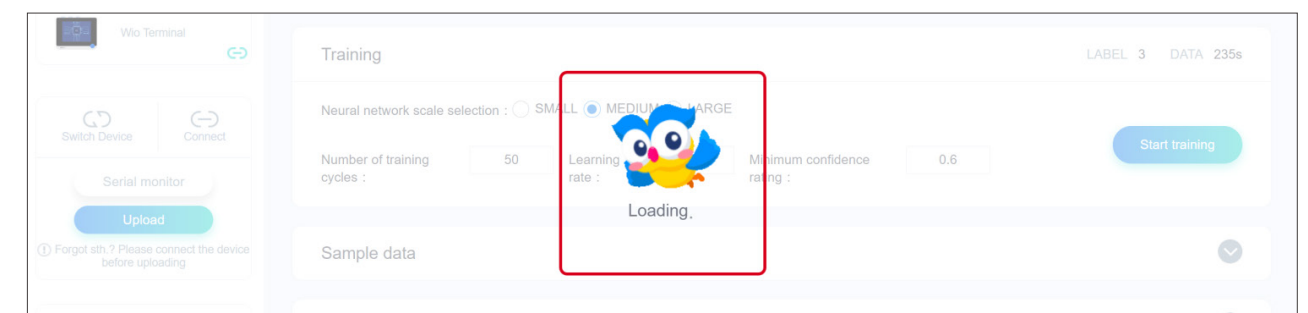 Wio Terminal
Training
LABEL 3 DATA 235s
Neural network scale selection : SMALL MEDIUM LARGE
Switch Device Connect
Number of training cycles : 50 Learning rate : Minimum confidence rating : 0.6
Start training
Serial monitor
Loading.
Upload
Forgot sth.? Please connect the device
before uploading
Sample data